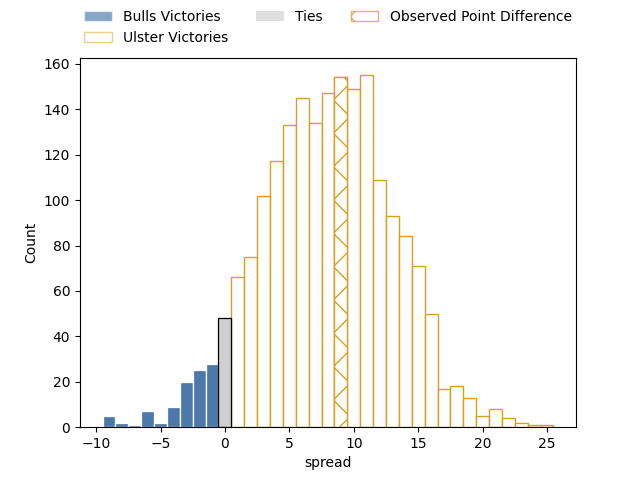 Bulls Victories
Ties
Observed Point Difference
Ulster Victories
160
140
120
100
80
60
40
20
0
Count
−10 −5 0 5 10 15 20 25
spread